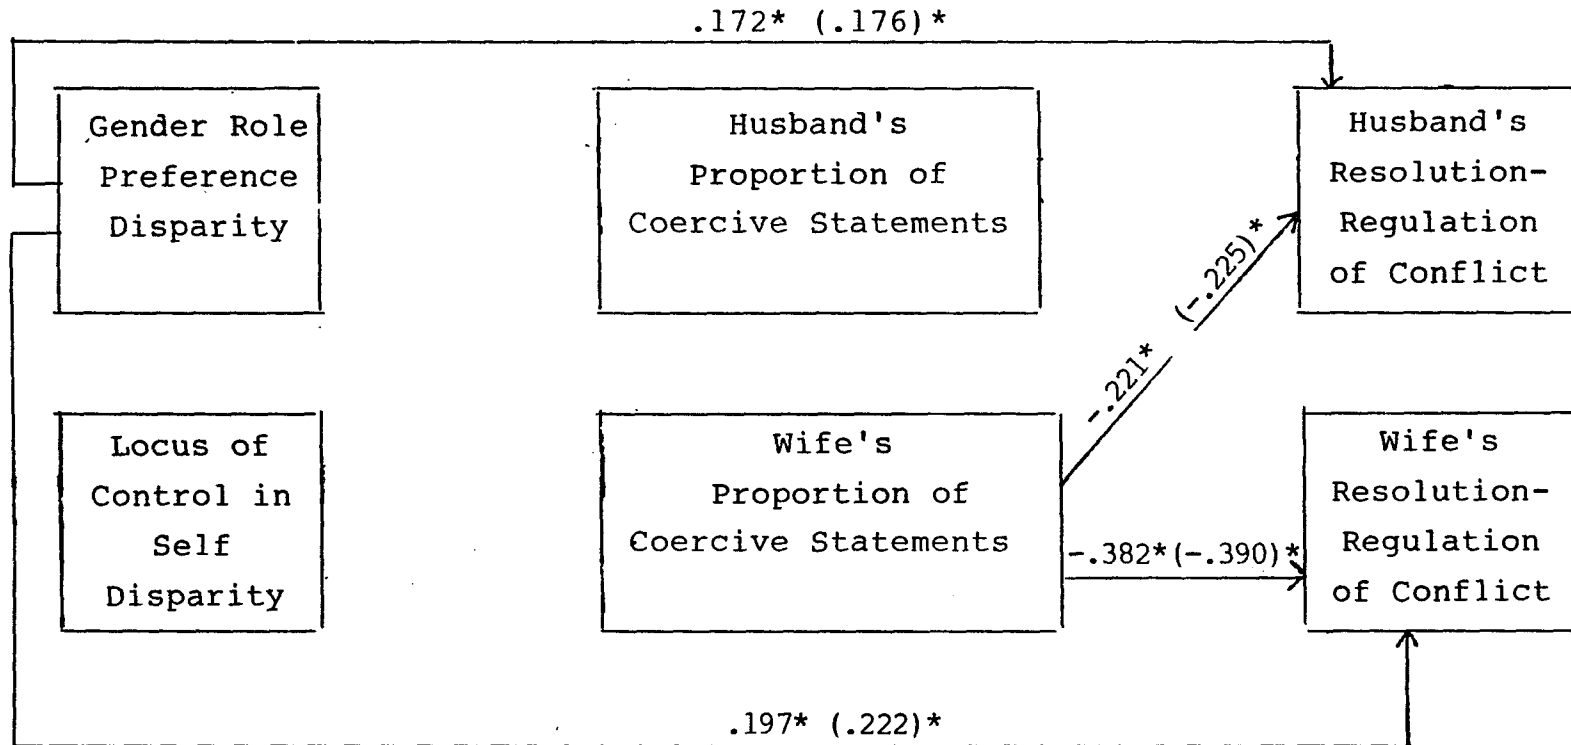 .172* (.176)*
Gender Role
Preference
Disparity
Husband's
Proportion of
Coercive Statements
Husband's
Resolution-
Regulation
of Conflict
-.221* (-.225)*
Locus of
Control in
Self
Disparity
Wife's
Proportion of
Coercive Statements
-.382*(-.390)*
Wife's
Resolution-
Regulation
of Conflict
.197* (.222)*